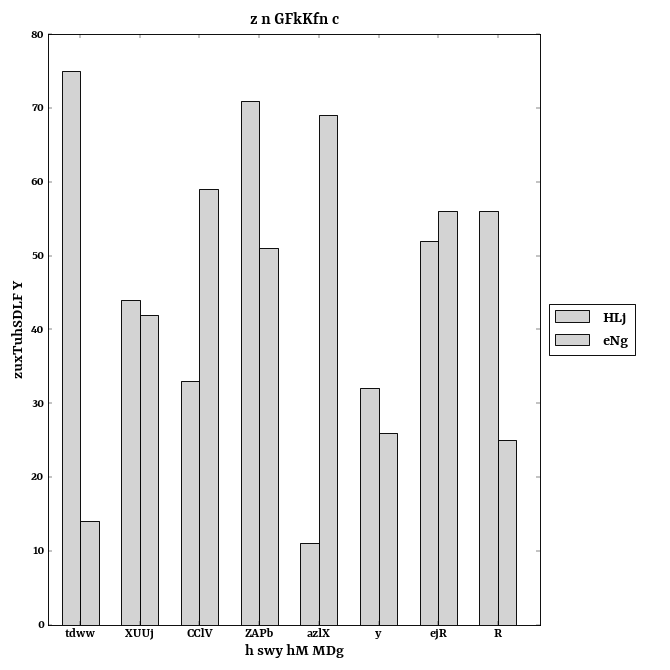 z n GFkKfn c
80
70
60
50
40
30
20
10
0
zuxTuhSDLF Y
tdww XUUj CClV ZAPb azlX y ejR R
h swy hM MDg
HLj
eNg